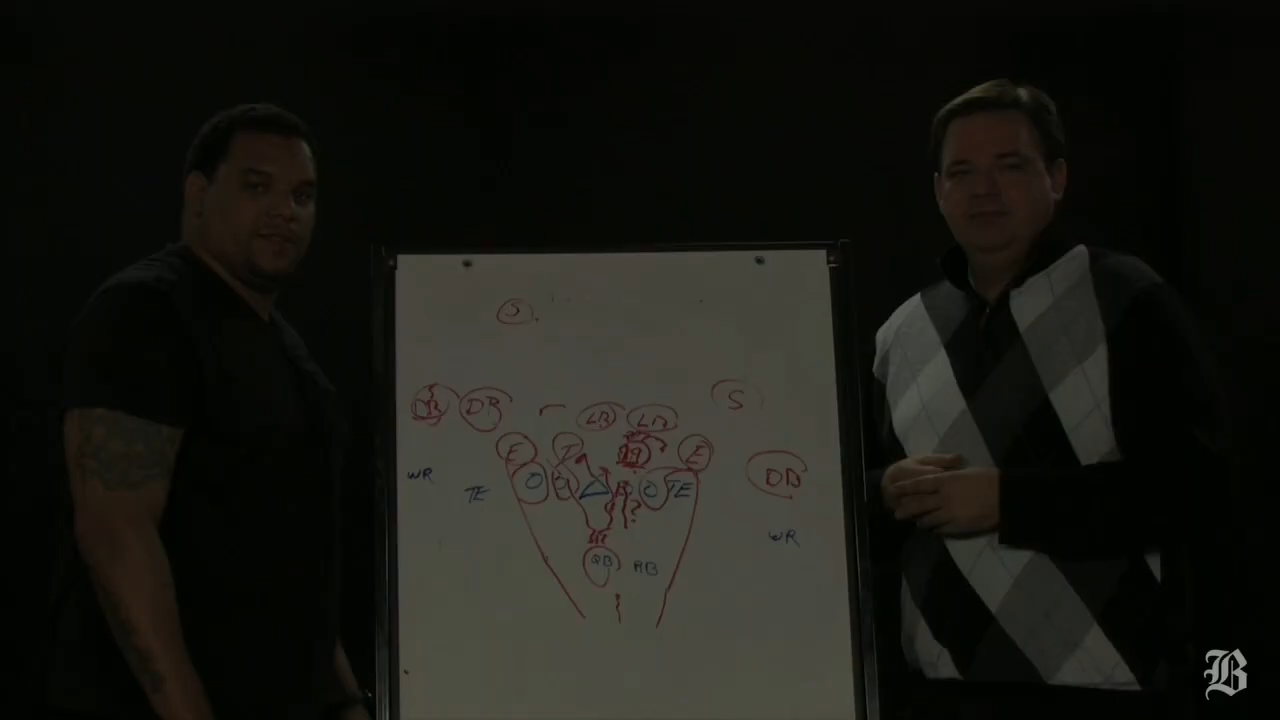 S
DB DB LB LB S
E T E
WR TE O O TE DB
WR
QB RB
B